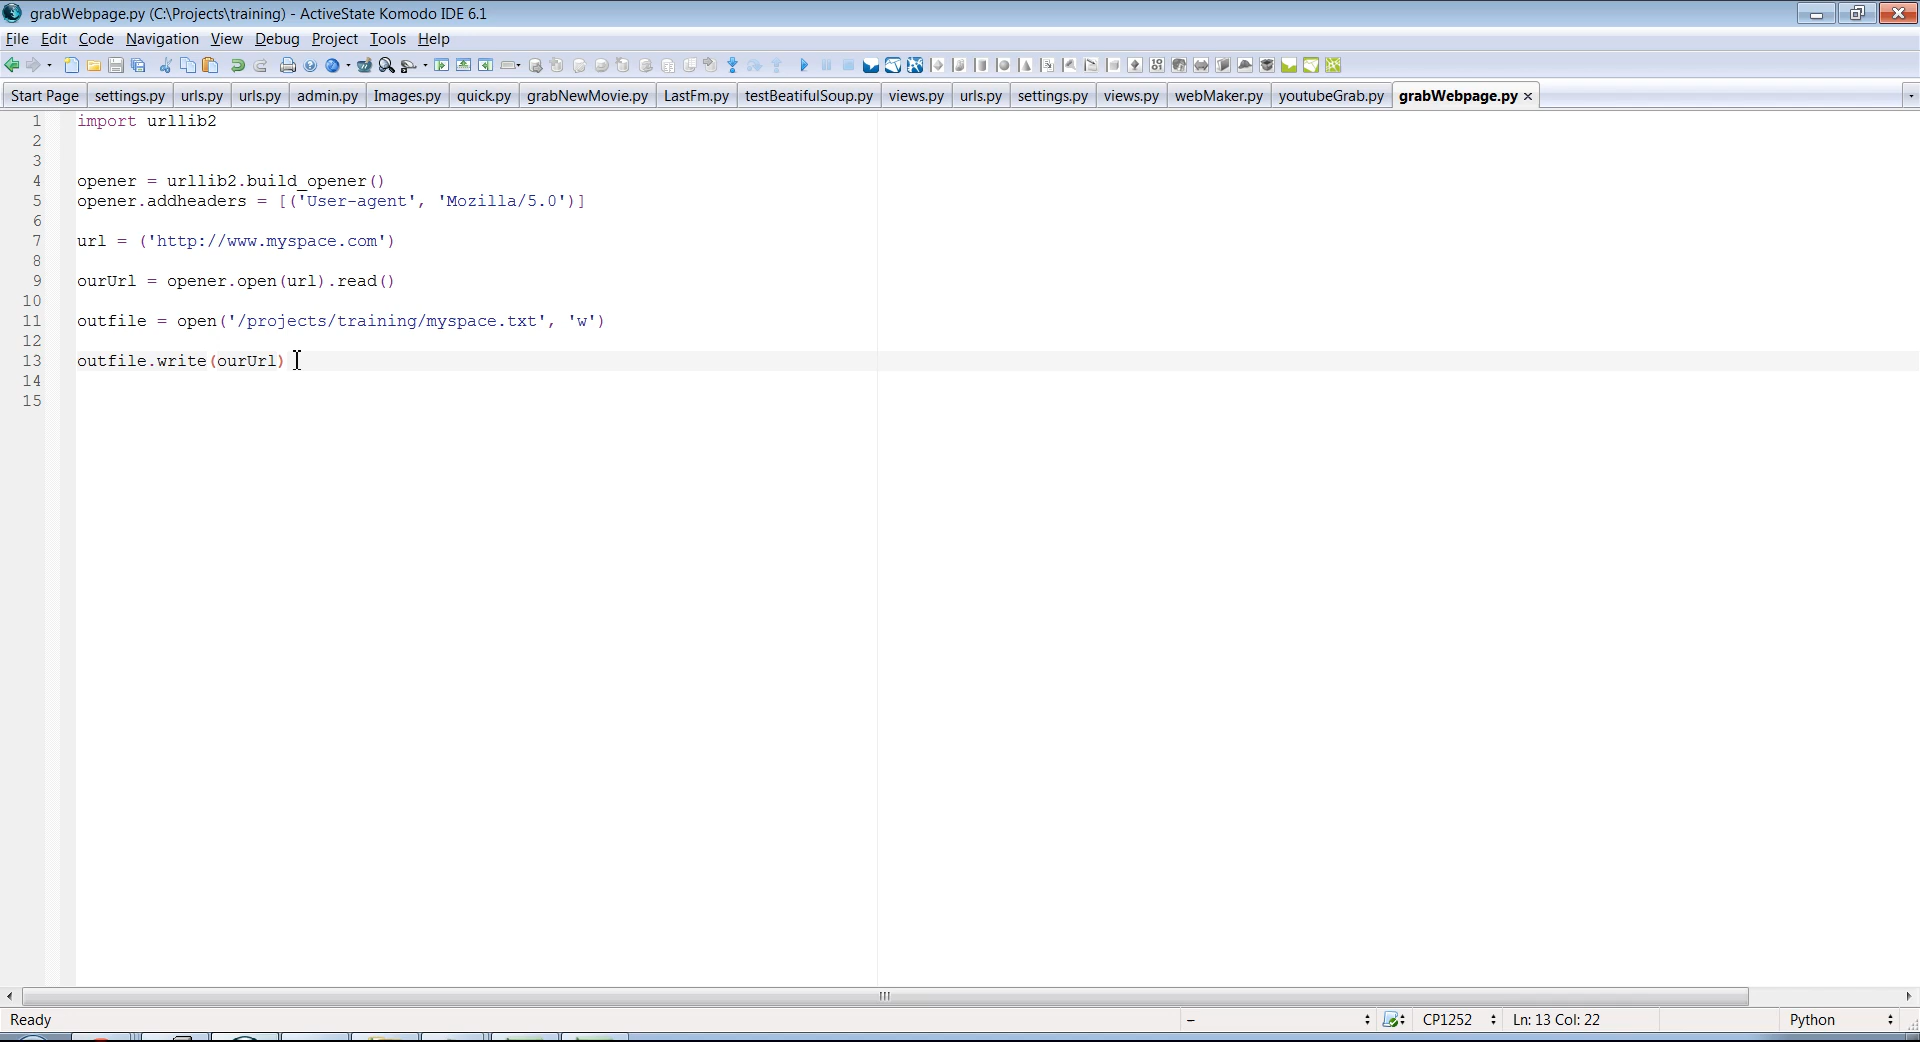 grabWebpage.py (C:\Projects\training) - ActiveState Komodo IDE 6.1
File Edit Code Navigation View Debug Project Tools Help
Start Page settings.py urls.py urls.py admin.py Images.py quick.py grabNewMovie.py LastFm.py testBeatifulSoup.py views.py urls.py settings.py views.py webMaker.py youtubeGrab.py grabWebpage.py
1 import urllib2
2
3
4 opener = urllib2.build_opener()
5 opener.addheaders = [('User-agent', 'Mozilla/5.0')]
6
7 url = ('http://www.myspace.com')
8
9 ourUrl = opener.open(url).read()
10
11 outfile = open('/projects/training/myspace.txt', 'w')
12
13 outfile.write(ourUrl)
14
15
Ready – CP1252 Ln: 13 Col: 22 Python